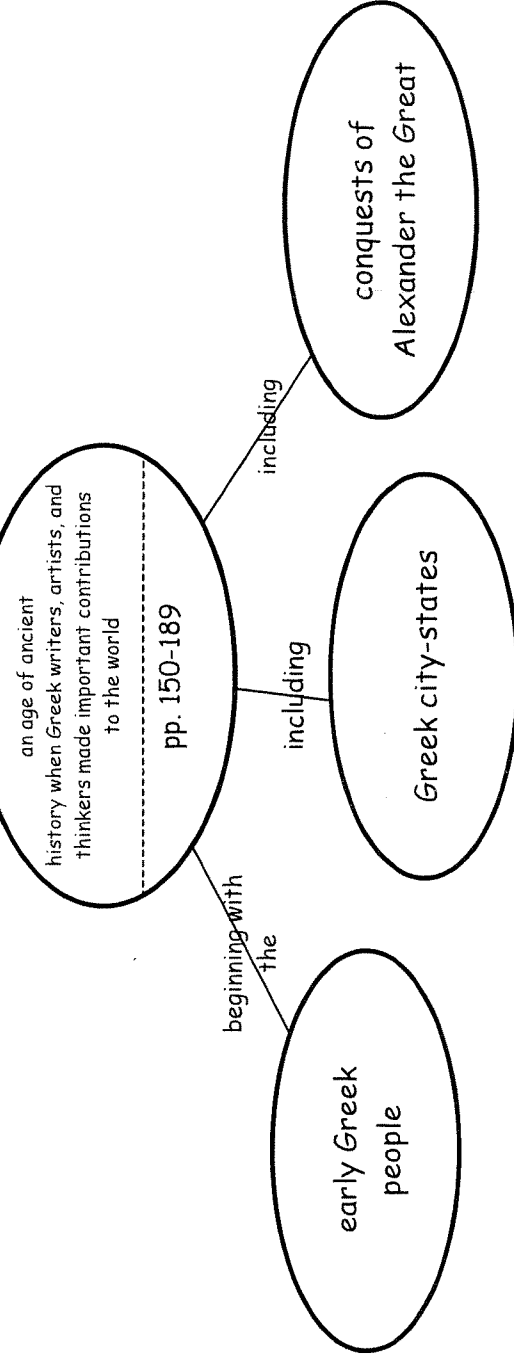 an age of ancient
history when Greek writers, artists, and
thinkers made important contributions
to the world
pp. 150-189
beginning with
the
including
including
early Greek
people
Greek city-states
conquests of
Alexander the Great